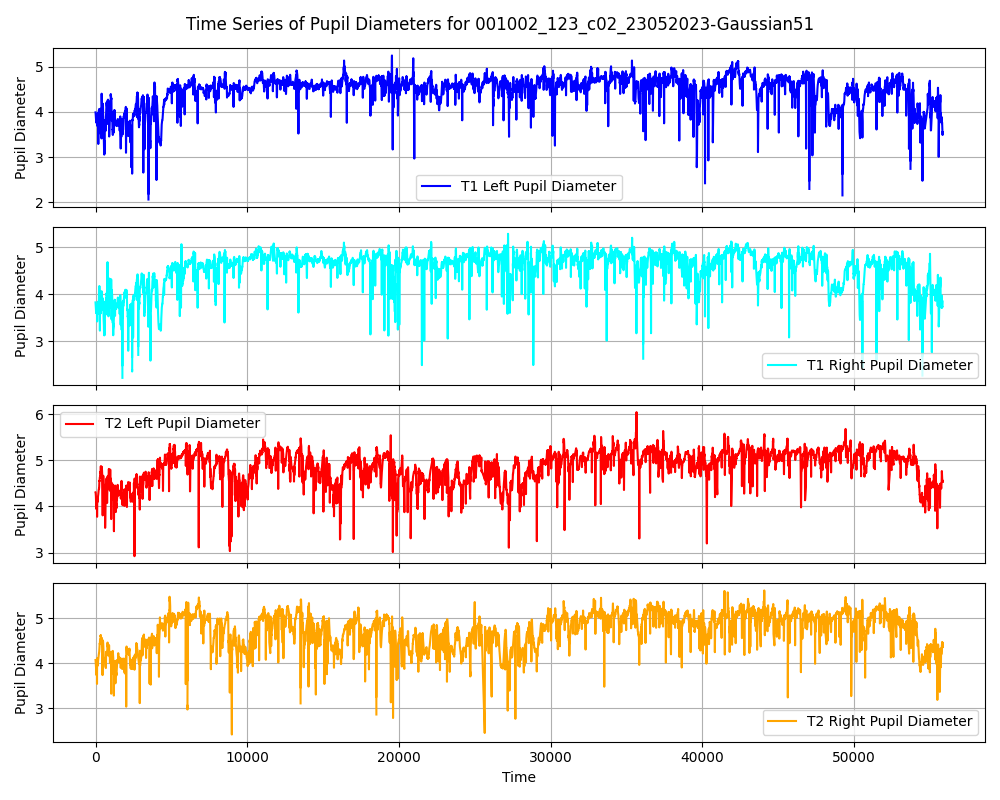 Time Series of Pupil Diameters for 001002_123_c02_23052023-Gaussian51
Pupil Diameter
5
4
3
2
T1 Left Pupil Diameter
Pupil Diameter
5
4
3
T1 Right Pupil Diameter
Pupil Diameter
6
5
4
3
T2 Left Pupil Diameter
Pupil Diameter
5
4
3
T2 Right Pupil Diameter
0 10000 20000 30000 40000 50000
Time